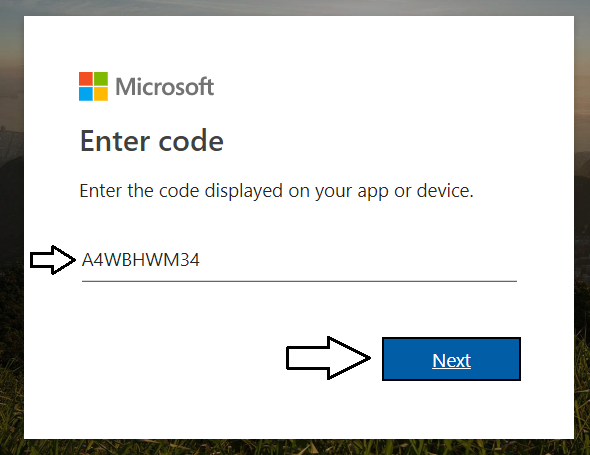 Microsoft
Enter code
Enter the code displayed on your app or device.
A4WBHWM34
Next